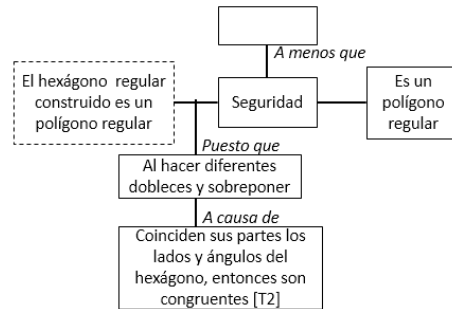 A menos que
El hexágono regular
construido es un
polígono regular
Seguridad
Es un
polígono
regular
Puesto que
Al hacer diferentes
dobleces y sobreponer
A causa de
Coinciden sus partes los
lados y ángulos del
hexágono, entonces son
congruentes [T2]